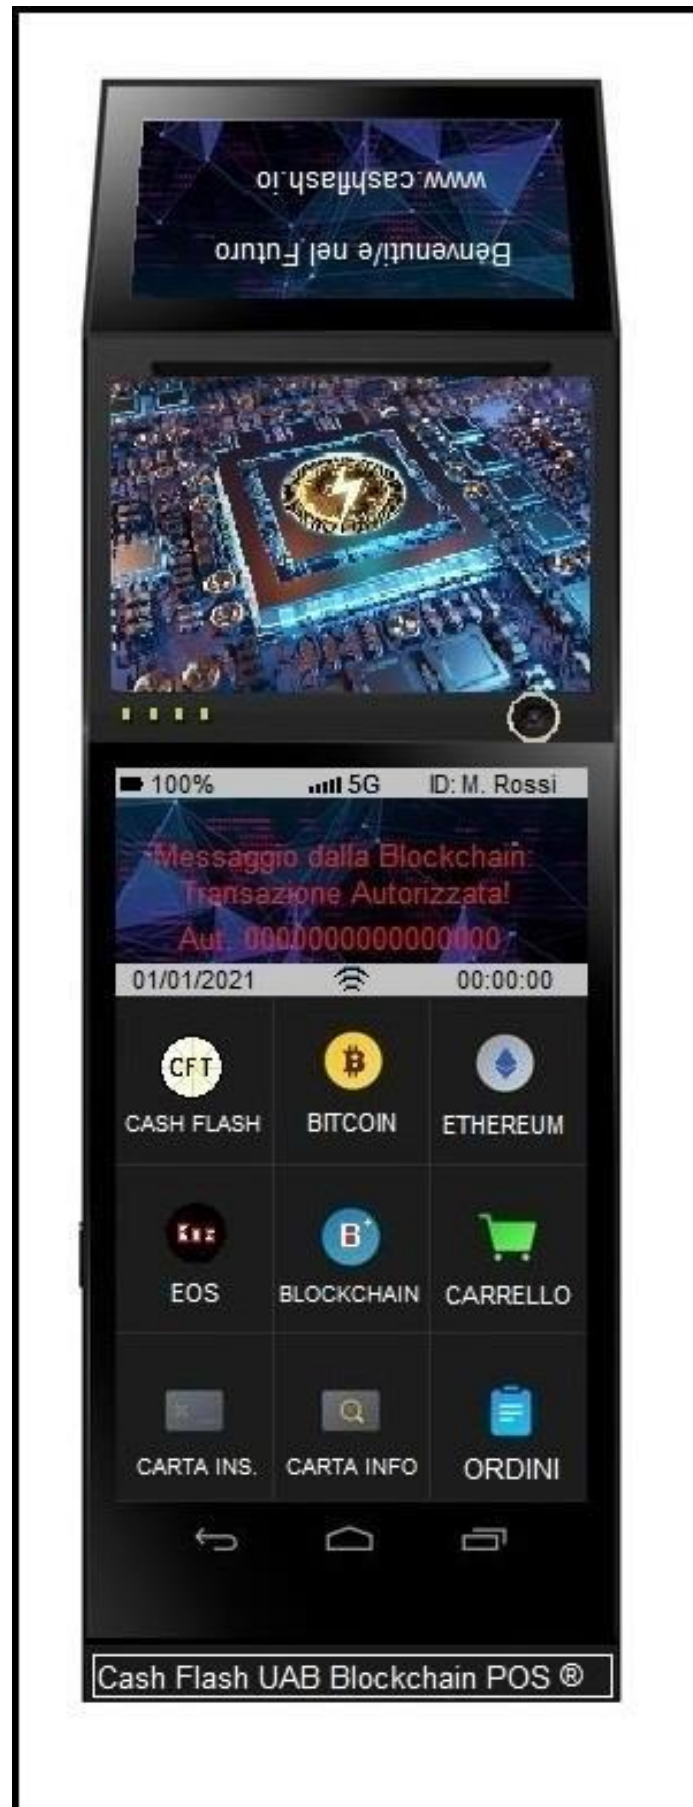 Benvenuti/e nel Futuro
www.cashflash.io
100% 5G ID: M. Rossi
Messaggio dalla Blockchain:
Transazione Autorizzata!
Aut. 0000000000000000
01/01/2021 00:00:00
CFT
CASH FLASH BITCOIN ETHEREUM
B
EOS BLOCKCHAIN CARRELLO
CARTA INS. CARTA INFO ORDINI
Cash Flash UAB Blockchain POS ®